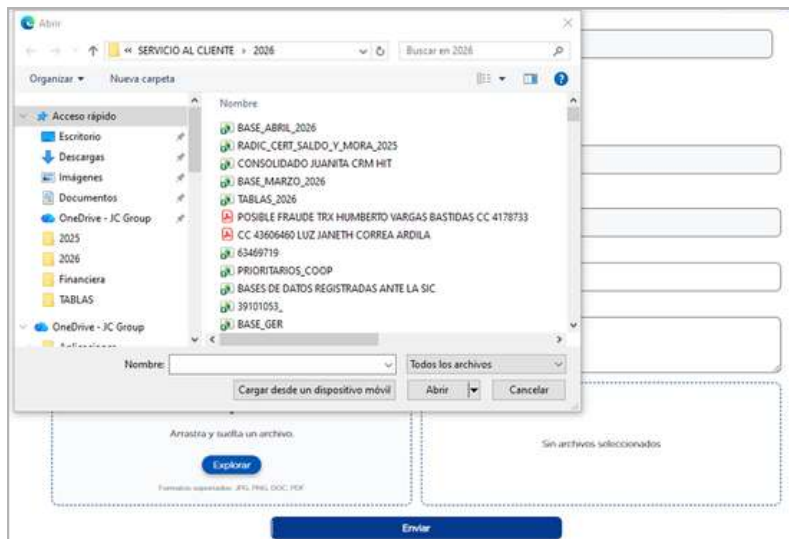 Abrir
« SERVICIO AL CLIENTE › 2026
Buscar en 2026
Organizar
Nueva carpeta
Acceso rápido
Escritorio
Descargas
Imágenes
Documentos
OneDrive - JC Group
2025
2026
Financiera
TABLAS
OneDrive - JC Group
Nombre
BASE_ABRIL_2026
RADIC_CERT_SALDO_Y_MORA_2025
CONSOLIDADO JUANITA CRM HIT
BASE_MARZO_2026
TABLAS_2026
POSIBLE FRAUDE TRX HUMBERTO VARGAS BASTIDAS CC 4178733
CC 43606460 LUZ JANETH CORREA ARDILA
63469719
PRIORITARIOS_COOP
BASES DE DATOS REGISTRADAS ANTE LA SIC
39101053_
BASE_GER
Nombre:
Todos los archivos
Cargar desde un dispositivo móvil
Abrir
Cancelar
Arrastra y suelta un archivo.
Explorar
Formatos soportados: JPG, PNG, DOC, PDF
Sin archivos seleccionados
Enviar